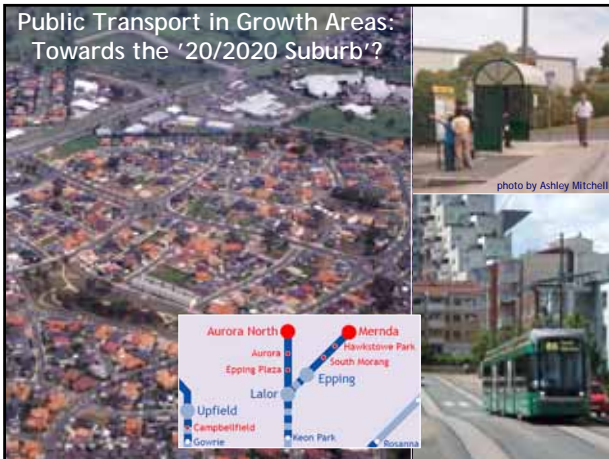 Public Transport in Growth Areas:
Towards the '20/2020 Suburb'?
photo by Ashley Mitchell
Aurora North
Mernda
Hawkstowe Park
Aurora
South Morang
Epping Plaza
Epping
Lalor
Upfield
Campbellfield
Gowrie
Keon Park
Rosanna